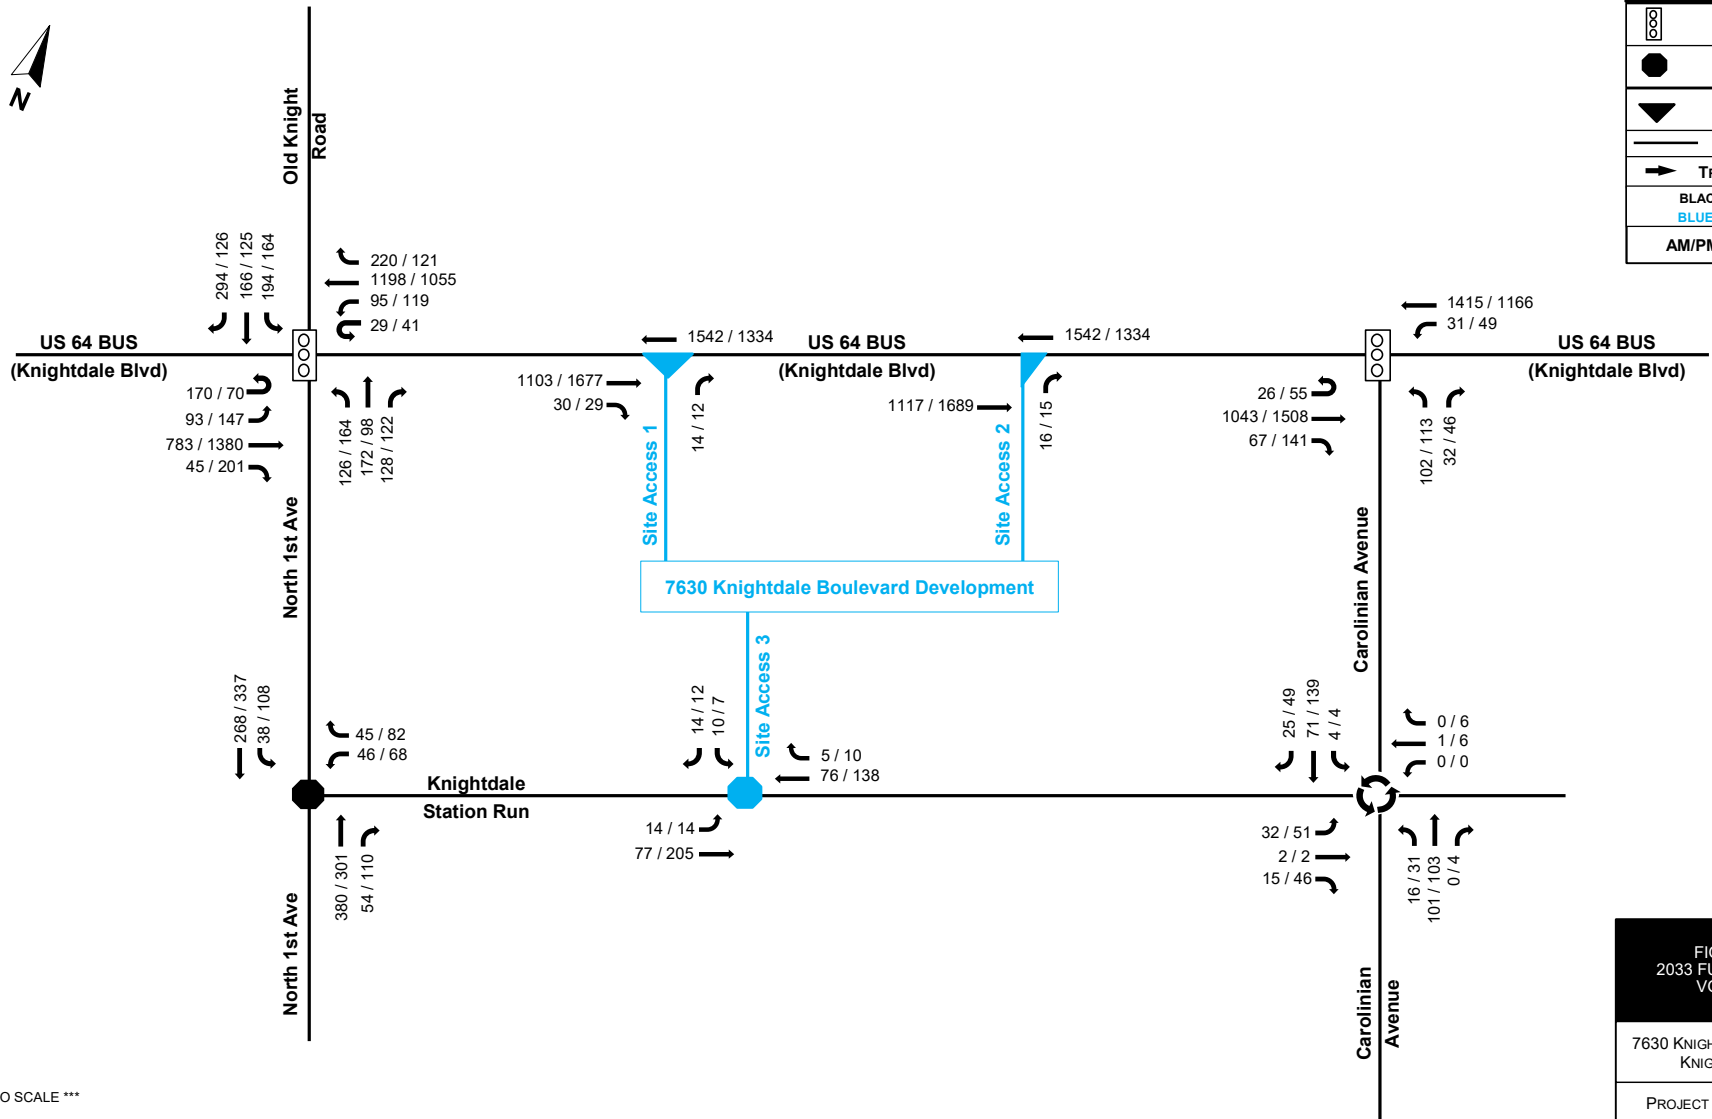 N
Old Knight
Road
294 / 126
166 / 125
194 / 164
220 / 121
1198 / 1055
95 / 119
29 / 41
US 64 BUS
(Knightdale Blvd)
170 / 70
93 / 147
783 / 1380
45 / 201
126 / 164
172 / 98
128 / 122
North 1st Ave
1542 / 1334
1103 / 1677
30 / 29
14 / 12
Site Access 1
US 64 BUS
(Knightdale Blvd)
1542 / 1334
1117 / 1689
16 / 15
Site Access 2
1415 / 1166
31 / 49
US 64 BUS
(Knightdale Blvd)
26 / 55
1043 / 1508
67 / 141
102 / 113
32 / 46
Carolinian Avenue
7630 Knightdale Boulevard Development
Site Access 3
268 / 337
38 / 108
45 / 82
46 / 68
Knightdale
Station Run
380 / 301
54 / 110
North 1st Ave
14 / 12
10 / 7
5 / 10
76 / 138
14 / 14
77 / 205
25 / 49
71 / 139
4 / 4
0 / 6
1 / 6
0 / 0
32 / 51
2 / 2
15 / 46
16 / 31
101 / 103
0 / 4
Carolinian
Avenue
AM/PM
BLUE
7630 KNIGH
KNIG
PROJECT
2033 FU
O SCALE ***